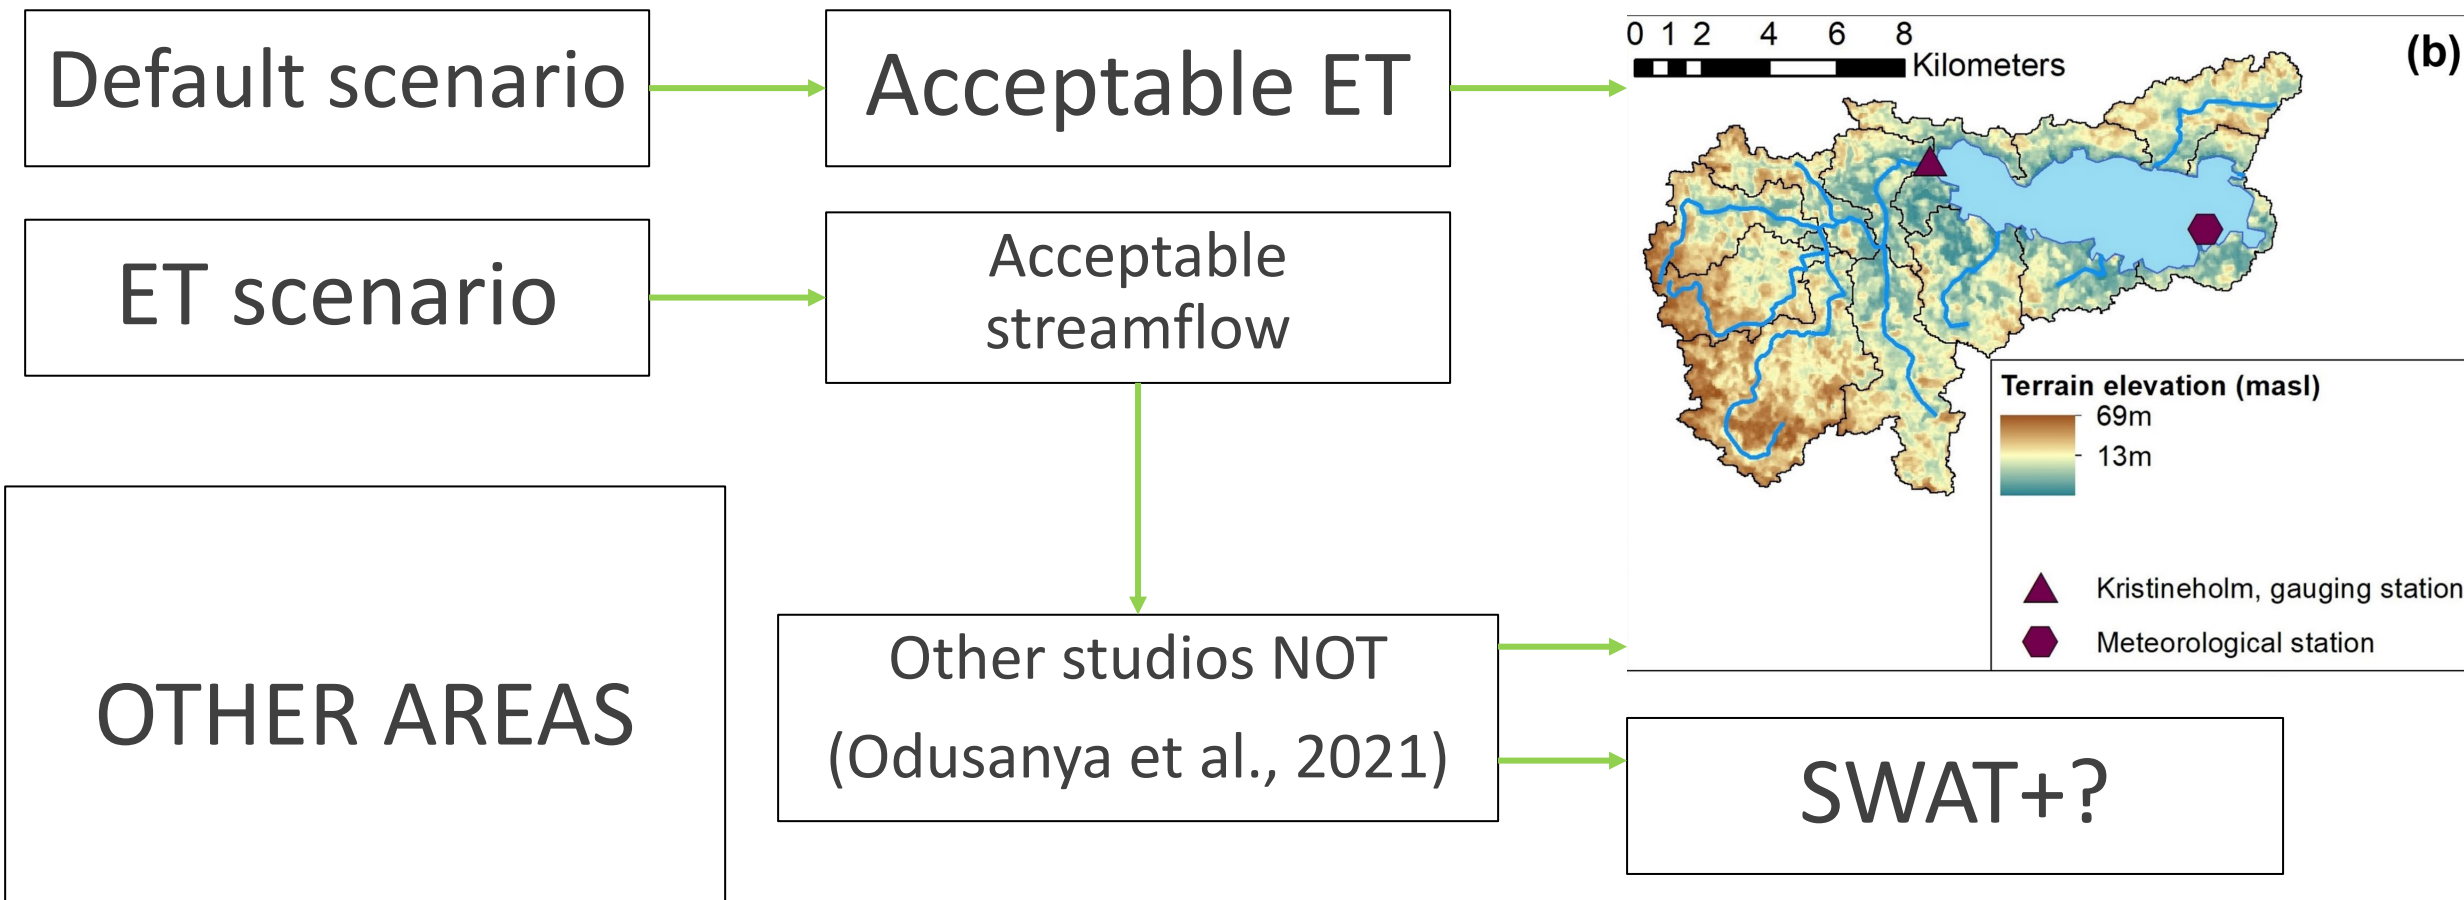 Default scenario
Acceptable ET
0 1 2 4 6 8
Kilometers
(b)
ET scenario
Acceptable
streamflow
Terrain elevation (masl)
69m
13m
Kristineholm, gauging station
Meteorological station
OTHER AREAS
Other studios NOT
(Odusanya et al., 2021)
SWAT+?